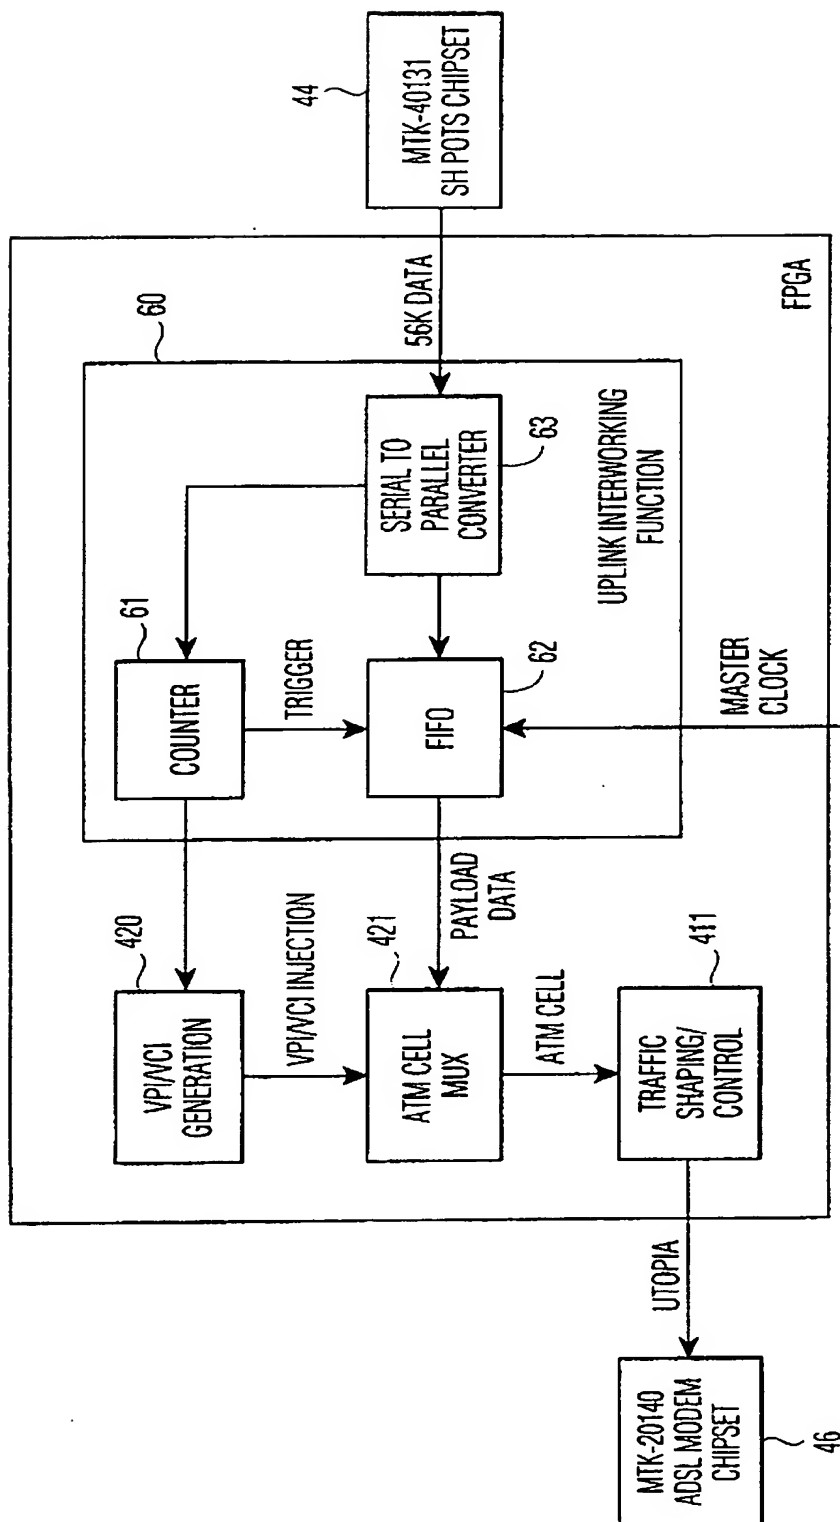 MTK-20140
ADSL MODEM
CHIPSET
46
UTOPIA
FPGA
420
VPI/VCI
GENERATION
VPI/VCI INJECTION
421
ATM CELL
MUX
ATM CELL
411
TRAFFIC
SHAPING/
CONTROL
PAYLOAD
DATA
60
61
COUNTER
TRIGGER
FIFO
62
MASTER
CLOCK
SERIAL TO
PARALLEL
CONVERTER
63
UPLINK INTERWORKING
FUNCTION
56K DATA
44
MTK-40131
SH POTS CHIPSET